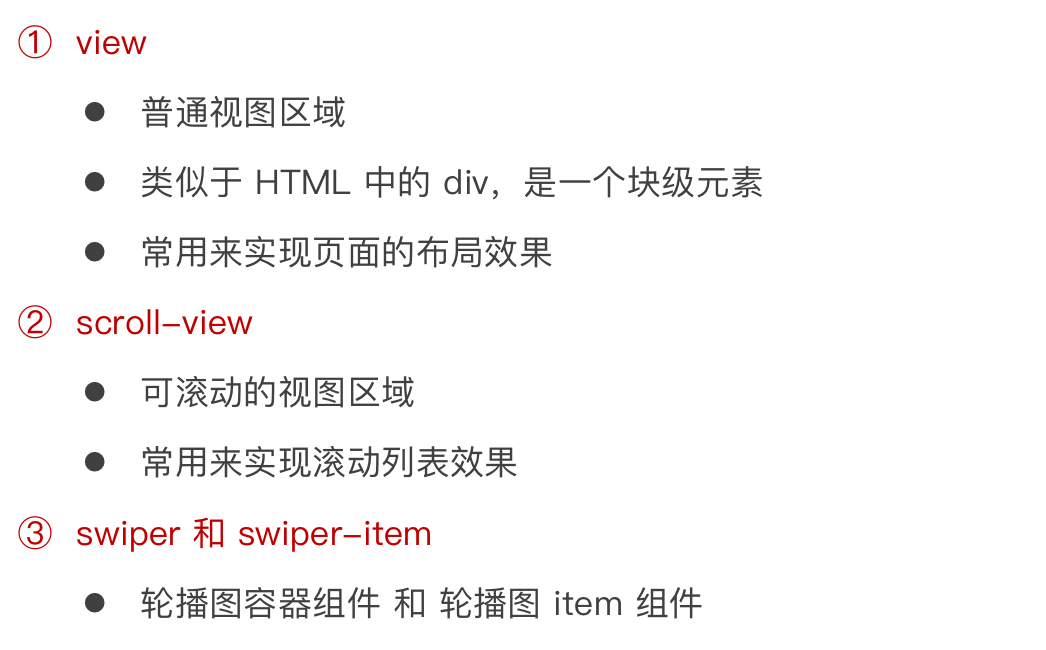 ① view
● 普通视图区域
● 类似于 HTML 中的 div，是一个块级元素
● 常用来实现页面的布局效果
② scroll-view
● 可滚动的视图区域
● 常用来实现滚动列表效果
③ swiper 和 swiper-item
● 轮播图容器组件 和 轮播图 item 组件